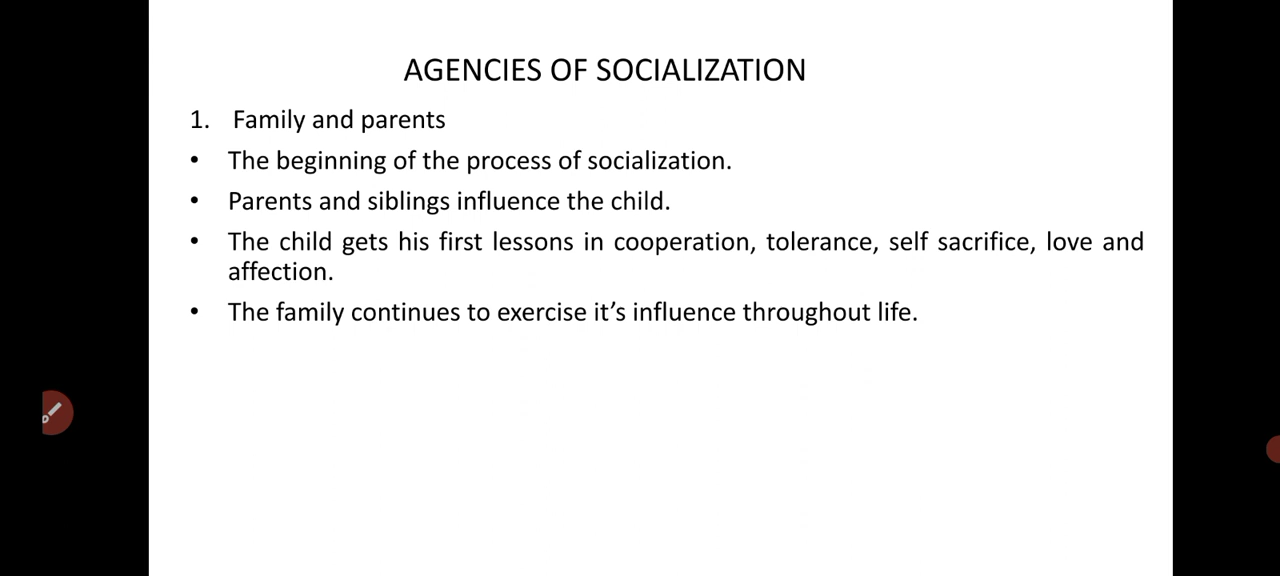 AGENCIES OF SOCIALIZATION
1. Family and parents
• The beginning of the process of socialization.
• Parents and siblings influence the child.
• The child gets his first lessons in cooperation, tolerance, self sacrifice, love and
affection.
• The family continues to exercise it’s influence throughout life.